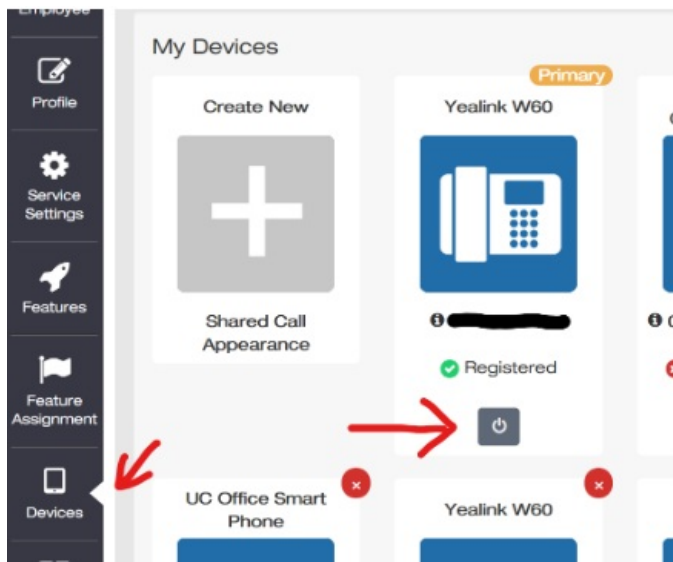 Employee
Profile
Service
Settings
Features
Feature
Assignment
Devices
My Devices
Create New
Shared Call
Appearance
Primary
Yealink W60
Registered
UC Office Smart
Phone
Yealink W60